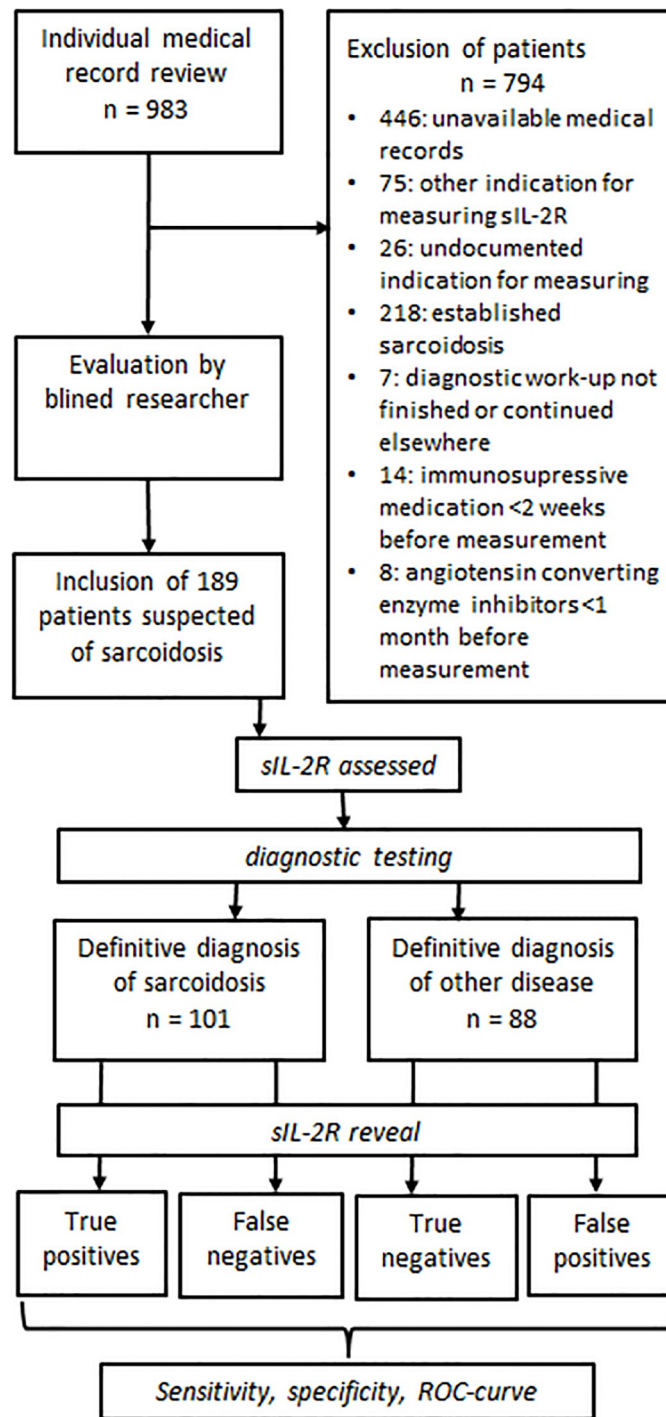 Individual medical
record review
n = 983
Exclusion of patients
n = 794
• 446: unavailable medical
records
• 75: other indication for
measuring sIL-2R
• 26: undocumented
indication for measuring
• 218: established
sarcoidosis
• 7: diagnostic work-up not
finished or continued
elsewhere
• 14: immunosupressive
medication <2 weeks
before measurement
• 8: angiotensin converting
enzyme inhibitors <1
month before
measurement
Evaluation by
blined researcher
Inclusion of 189
patients suspected
of sarcoidosis
sIL-2R assessed
diagnostic testing
Definitive diagnosis
of sarcoidosis
n = 101
Definitive diagnosis
of other disease
n = 88
sIL-2R reveal
True
positives
False
negatives
True
negatives
False
positives
Sensitivity, specificity, ROC-curve